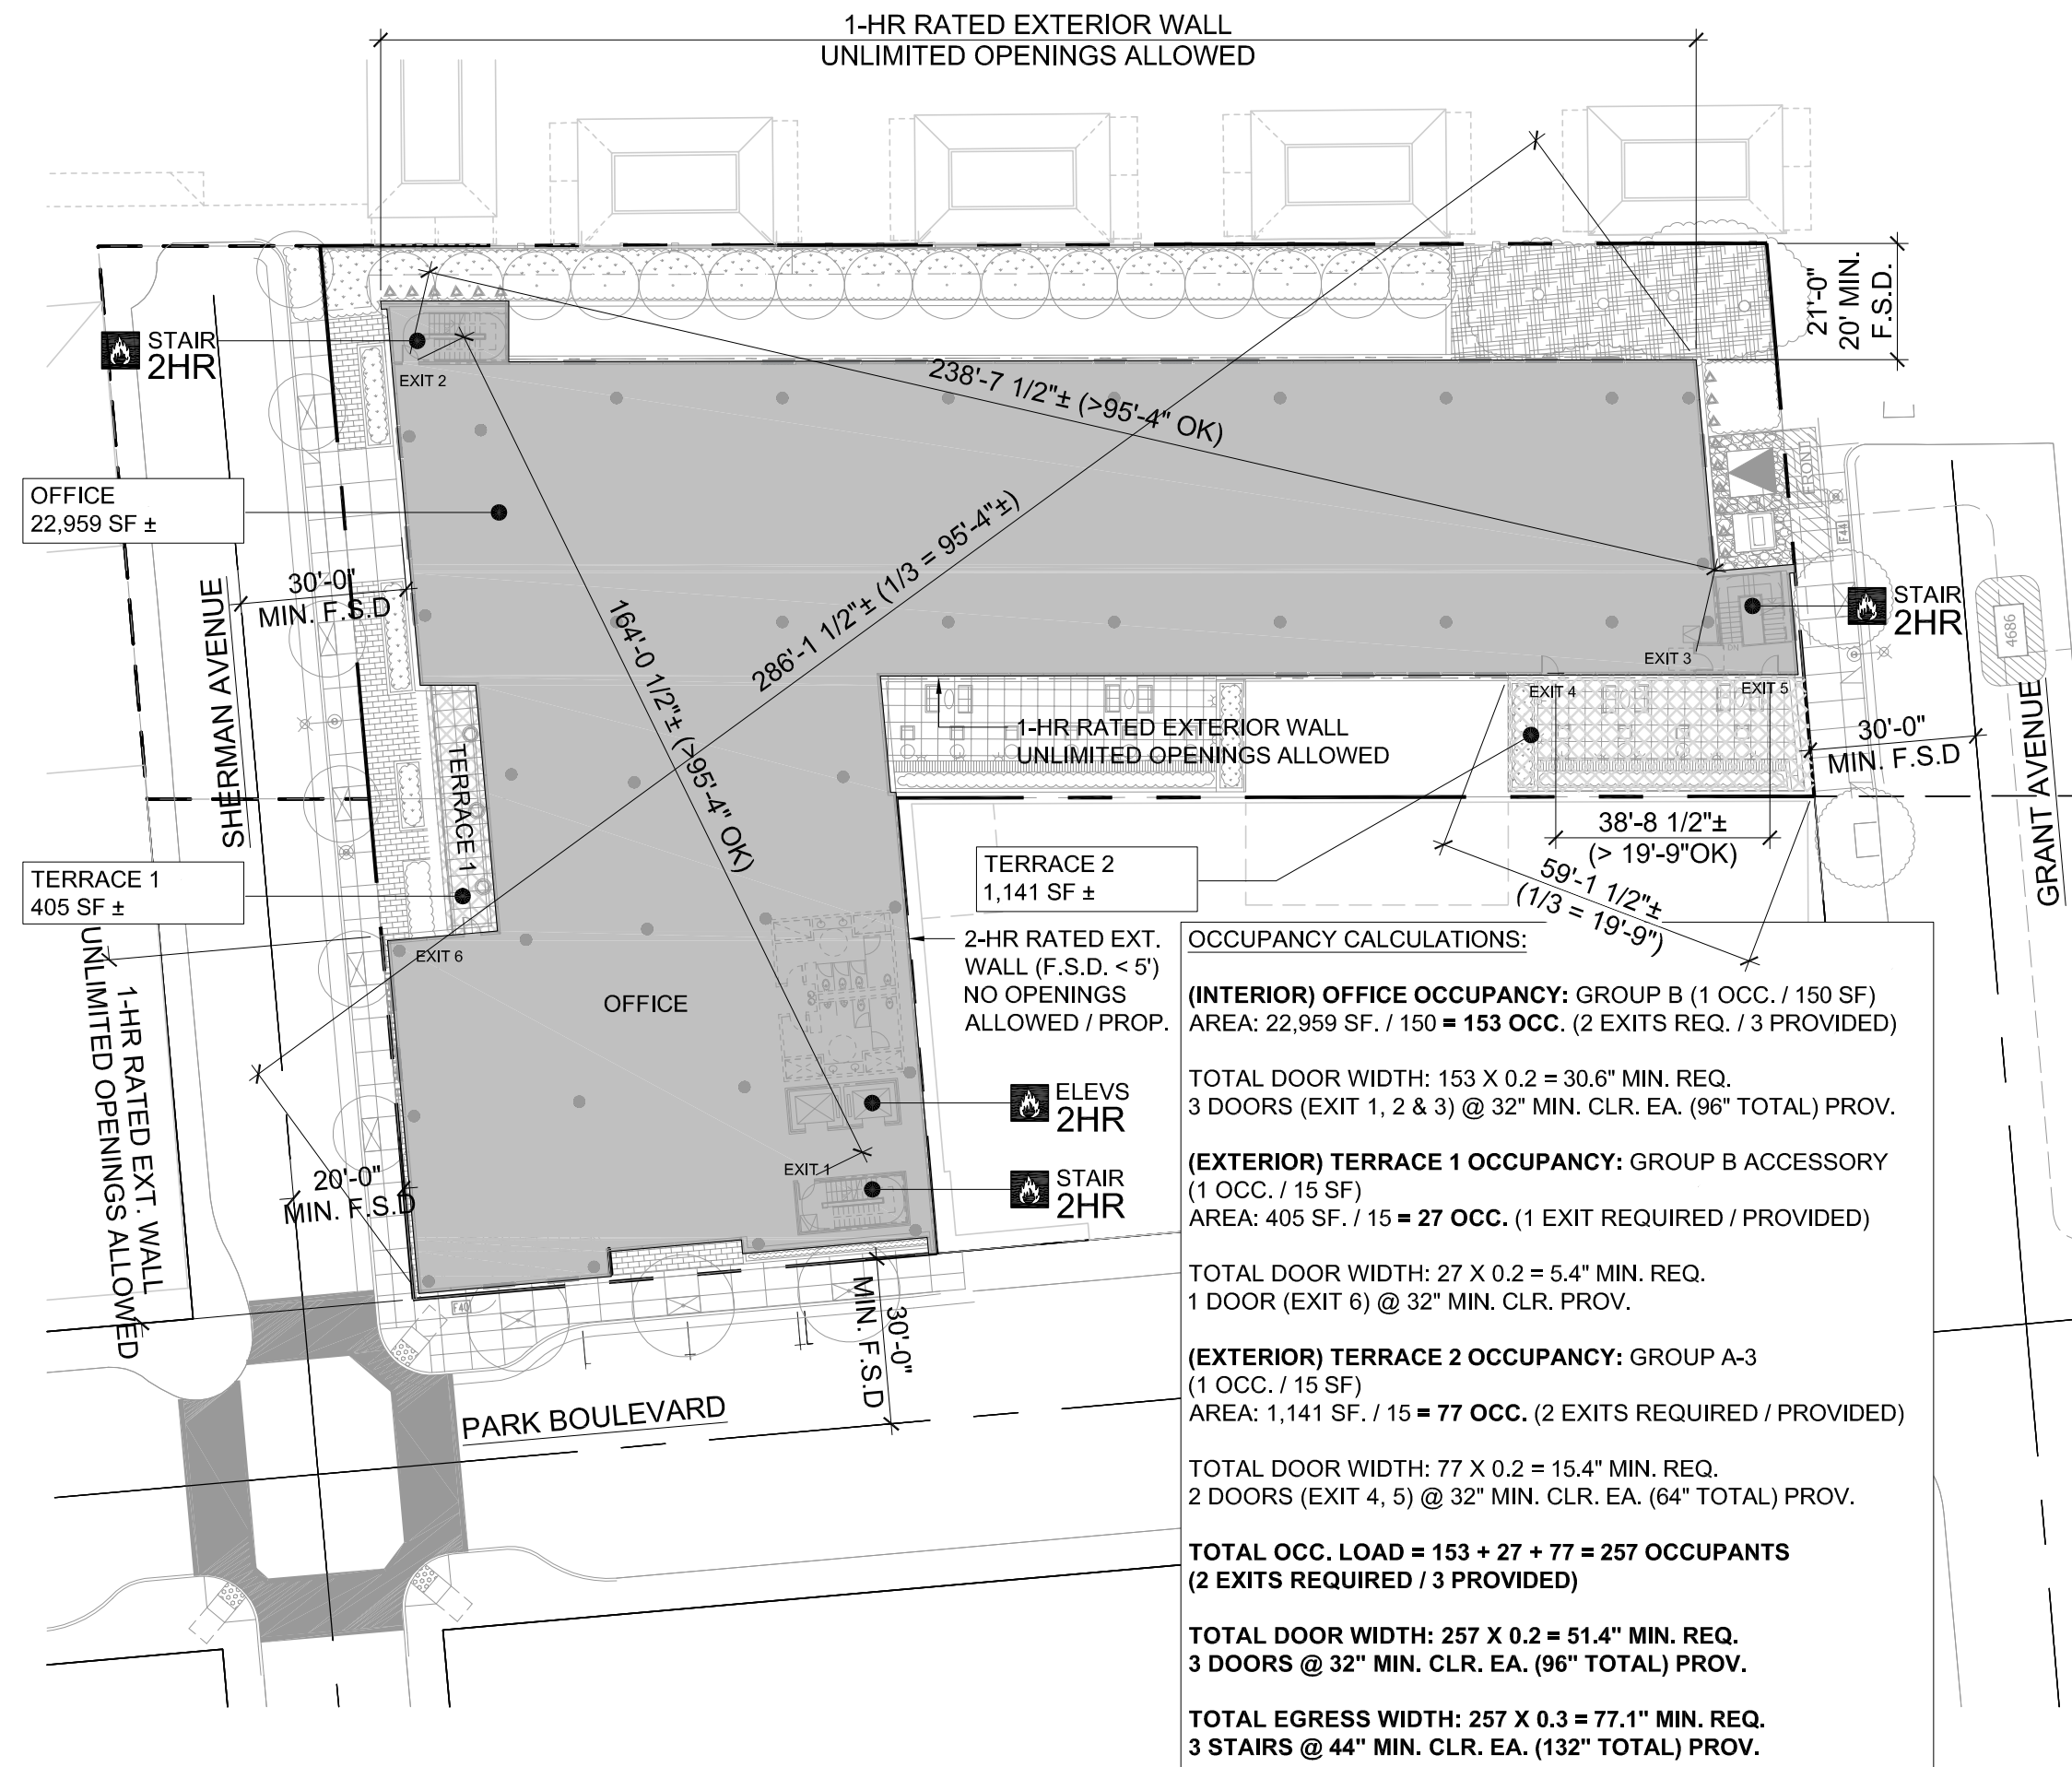 1-HR RATED EXTERIOR WALL
UNLIMITED OPENINGS ALLOWED
21'-0"
20' MIN.
F.S.D.
STAIR
2HR
EXIT 2
238'-7 1/2"± (>95'-4" OK)
FRONT
OFFICE
22,959 SF ±
F44
286'-1 1/2"± (1/3 = 95'-4"±)
164'-0 1/2"± (>95'-4" OK)
30'-0"
MIN. F.S.D
SHERMAN AVENUE
STAIR
2HR
4686
DN
EXIT 3
EXIT 4
EXIT 5
1-HR RATED EXTERIOR WALL
UNLIMITED OPENINGS ALLOWED
30'-0"
MIN. F.S.D
GRANT AVENUE
TERRACE 1
38'-8 1/2"±
(> 19'-9"OK)
59'-1 1/2"±
(1/3 = 19'-9")
TERRACE 2
1,141 SF ±
TERRACE 1
405 SF ±
EXIT 6
OFFICE
2-HR RATED EXT.
WALL (F.S.D. < 5')
NO OPENINGS
ALLOWED / PROP.
1-HR RATED EXT. WALL
UNLIMITED OPENINGS ALLOWED
ELEVS
2HR
EXIT 1
STAIR
2HR
20'-0"
MIN. F.S.D
F40
30'-0"
MIN. F.S.D
PARK BOULEVARD
OCCUPANCY CALCULATIONS:
(INTERIOR) OFFICE OCCUPANCY: GROUP B (1 OCC. / 150 SF)
AREA: 22,959 SF. / 150 = 153 OCC. (2 EXITS REQ. / 3 PROVIDED)
TOTAL DOOR WIDTH: 153 X 0.2 = 30.6" MIN. REQ.
3 DOORS (EXIT 1, 2 & 3) @ 32" MIN. CLR. EA. (96" TOTAL) PROV.
(EXTERIOR) TERRACE 1 OCCUPANCY: GROUP B ACCESSORY
(1 OCC. / 15 SF)
AREA: 405 SF. / 15 = 27 OCC. (1 EXIT REQUIRED / PROVIDED)
TOTAL DOOR WIDTH: 27 X 0.2 = 5.4" MIN. REQ.
1 DOOR (EXIT 6) @ 32" MIN. CLR. PROV.
(EXTERIOR) TERRACE 2 OCCUPANCY: GROUP A-3
(1 OCC. / 15 SF)
AREA: 1,141 SF. / 15 = 77 OCC. (2 EXITS REQUIRED / PROVIDED)
TOTAL DOOR WIDTH: 77 X 0.2 = 15.4" MIN. REQ.
2 DOORS (EXIT 4, 5) @ 32" MIN. CLR. EA. (64" TOTAL) PROV.
TOTAL OCC. LOAD = 153 + 27 + 77 = 257 OCCUPANTS
(2 EXITS REQUIRED / 3 PROVIDED)
TOTAL DOOR WIDTH: 257 X 0.2 = 51.4" MIN. REQ.
3 DOORS @ 32" MIN. CLR. EA. (96" TOTAL) PROV.
TOTAL EGRESS WIDTH: 257 X 0.3 = 77.1" MIN. REQ.
3 STAIRS @ 44" MIN. CLR. EA. (132" TOTAL) PROV.